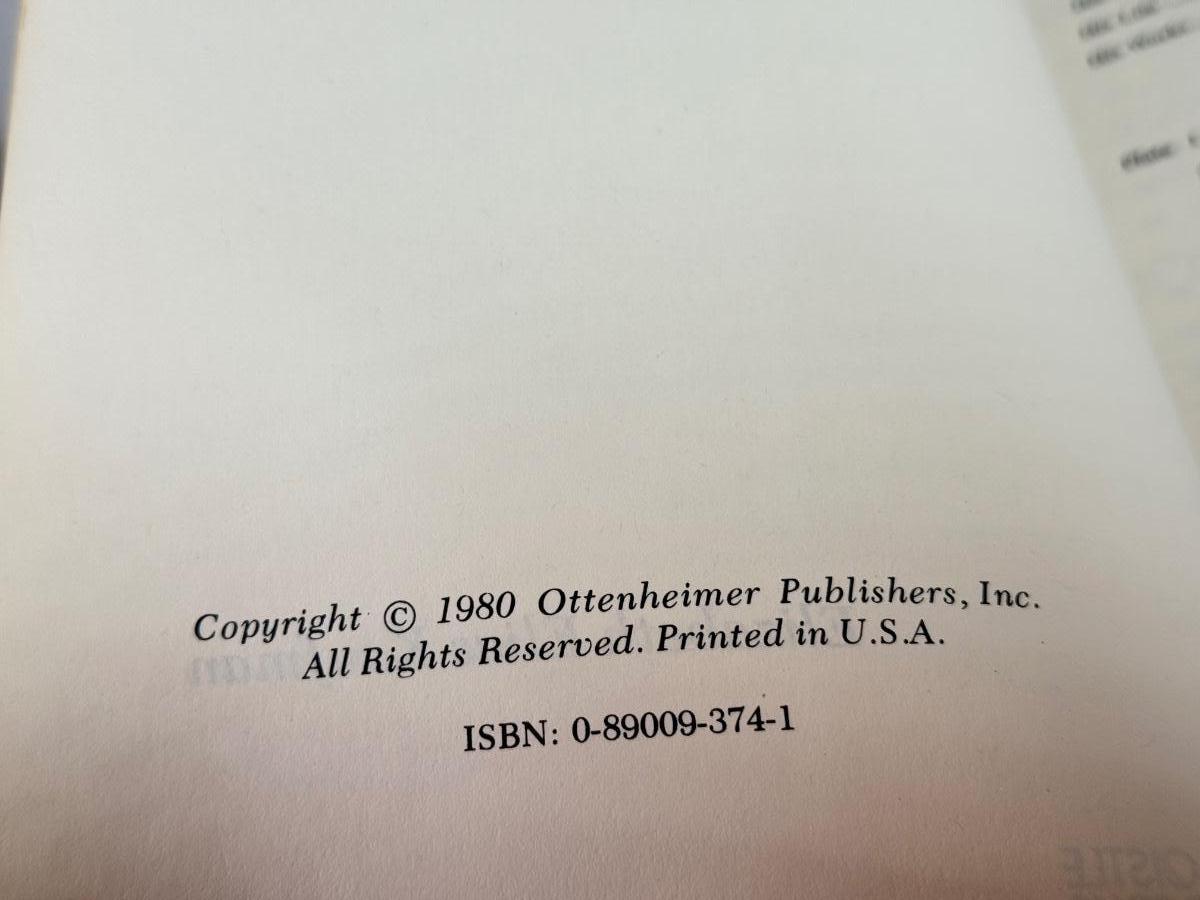 Copyright © 1980 Ottenheimer Publishers, Inc.
All Rights Reserved. Printed in U.S.A.
ISBN: 0-89009-374-1